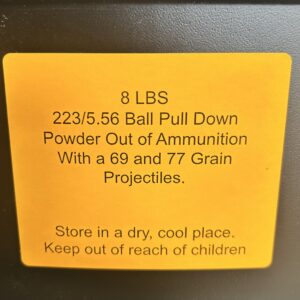 8 LBS
223/5.56 Ball Pull Down
Powder Out of Ammunition
With a 69 and 77 Grain
Projectiles.
Store in a dry, cool place.
Keep out of reach of children